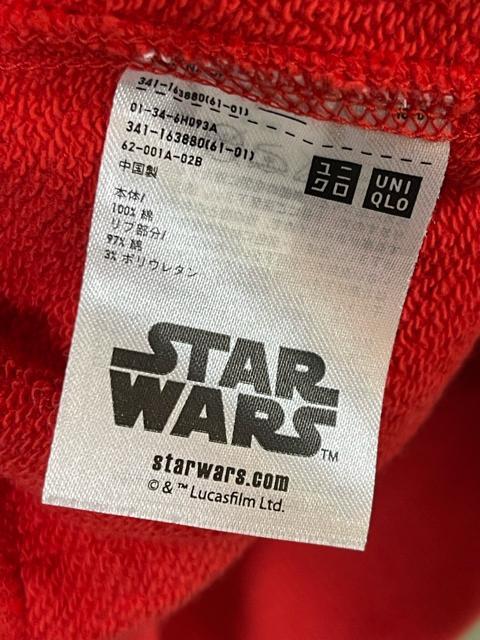 341-163880(61-01)
01-34-6H093A
341-163880(61-01)
62-001A-02B
中国製
本体/
100% 綿
リブ部分/
97% 綿
3% ポリウレタン
ユニ
クロ
UNI
QLO
STAR
WARS™
starwars.com
© & ™ Lucasfilm Ltd.